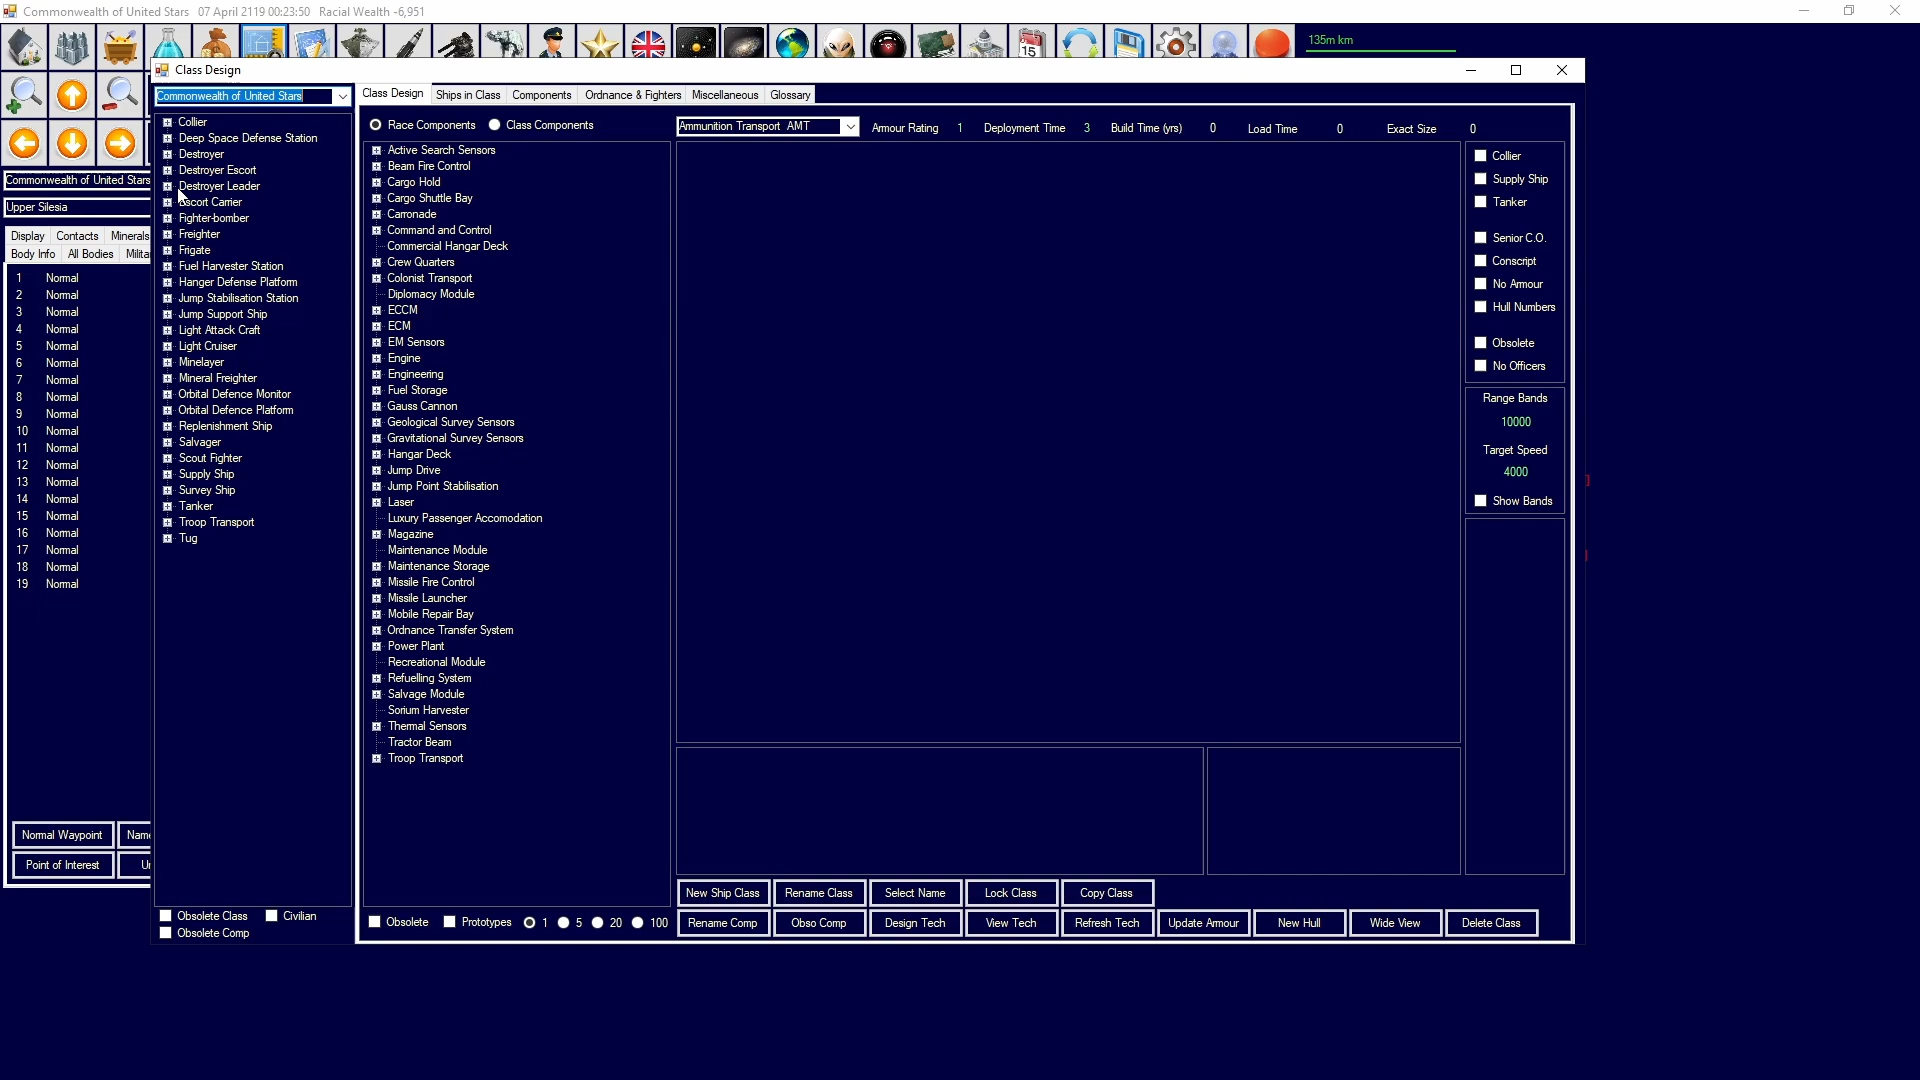 Commonwealth of United Stars   07 April 2119 00:23:50   Racial Wealth -6,951
15
135m km
Class Design
Commonwealth of United Stars
Class Design
Ships in Class
Components
Ordnance & Fighters
Miscellaneous
Glossary
Commonwealth of United Stars
Upper Silesia
Display
Contacts
Minerals
Body Info
All Bodies
1 Normal
2 Normal
3 Normal
4 Normal
5 Normal
6 Normal
7 Normal
8 Normal
9 Normal
10 Normal
11 Normal
12 Normal
13 Normal
14 Normal
15 Normal
16 Normal
17 Normal
18 Normal
19 Normal
Normal Waypoint
Point of Interest
Collier
Deep Space Defense Station
Destroyer
Destroyer Escort
Destroyer Leader
Escort Carrier
Fighter-bomber
Freighter
Frigate
Fuel Harvester Station
Hanger Defense Platform
Jump Stabilisation Station
Jump Support Ship
Light Attack Craft
Light Cruiser
Minelayer
Mineral Freighter
Orbital Defence Monitor
Orbital Defence Platform
Replenishment Ship
Salvager
Scout Fighter
Supply Ship
Survey Ship
Tanker
Troop Transport
Tug
Obsolete Class
Civilian
Obsolete Comp
Race Components
Class Components
Active Search Sensors
Beam Fire Control
Cargo Hold
Cargo Shuttle Bay
Carronade
Command and Control
Commercial Hangar Deck
Crew Quarters
Colonist Transport
Diplomacy Module
ECCM
ECM
EM Sensors
Engine
Engineering
Fuel Storage
Gauss Cannon
Geological Survey Sensors
Gravitational Survey Sensors
Hangar Deck
Jump Drive
Jump Point Stabilisation
Laser
Luxury Passenger Accomodation
Magazine
Maintenance Module
Maintenance Storage
Missile Fire Control
Missile Launcher
Mobile Repair Bay
Ordnance Transfer System
Power Plant
Recreational Module
Refuelling System
Salvage Module
Sorium Harvester
Thermal Sensors
Tractor Beam
Troop Transport
Obsolete
Prototypes
1
5
20
100
Ammunition Transport  AMT
Armour Rating 1
Deployment Time 3
Build Time (yrs) 0
Load Time 0
Exact Size 0
Collier
Supply Ship
Tanker
Senior C.O.
Conscript
No Armour
Hull Numbers
Obsolete
No Officers
Range Bands
10000
Target Speed
4000
Show Bands
New Ship Class
Rename Class
Select Name
Lock Class
Copy Class
Rename Comp
Obso Comp
Design Tech
View Tech
Refresh Tech
Update Armour
New Hull
Wide View
Delete Class